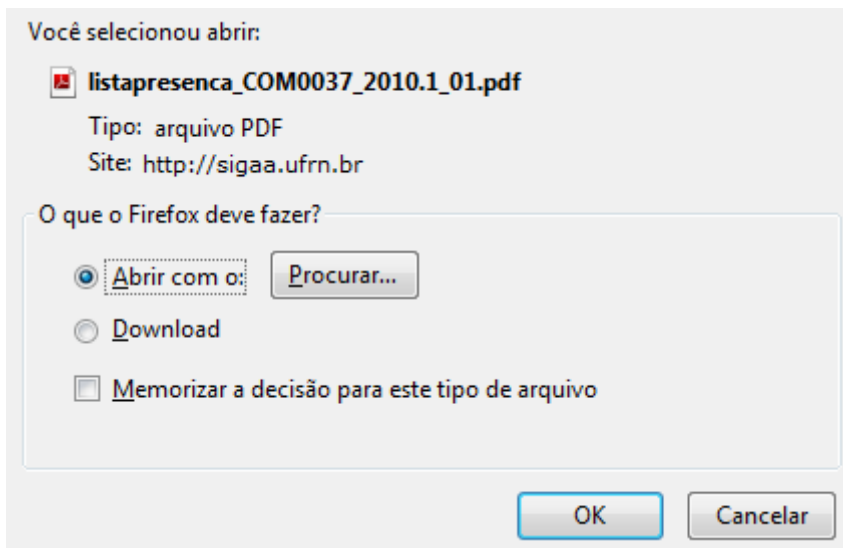 Você selecionou abrir:
listapresenca_COM0037_2010.1_01.pdf
Tipo: arquivo PDF
Site: http://sigaa.ufrn.br
O que o Firefox deve fazer?
Abrir com o: Procurar...
Download
Memorizar a decisão para este tipo de arquivo
OK Cancelar